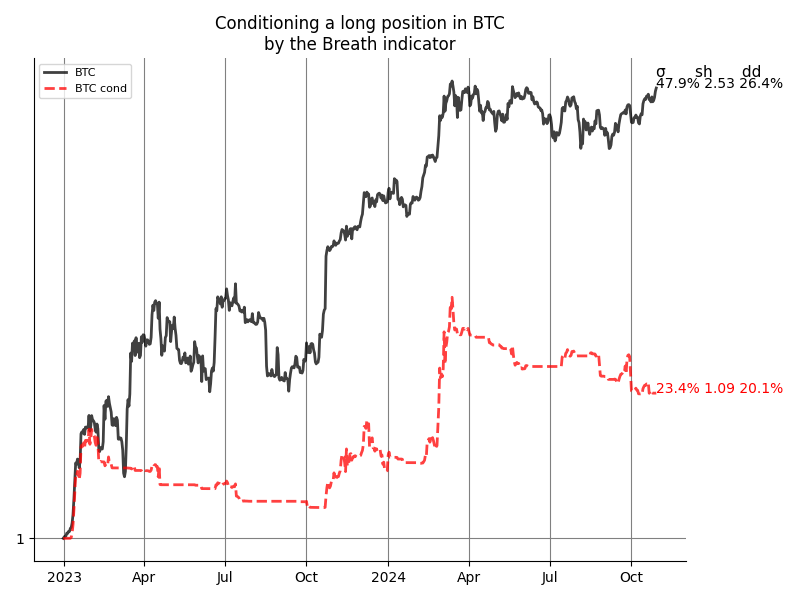 Conditioning a long position in BTC
by the Breath indicator
σ sh dd
47.9% 2.53 26.4%
BTC
BTC cond
23.4% 1.09 20.1%
1
2023 Apr Jul Oct 2024 Apr Jul Oct